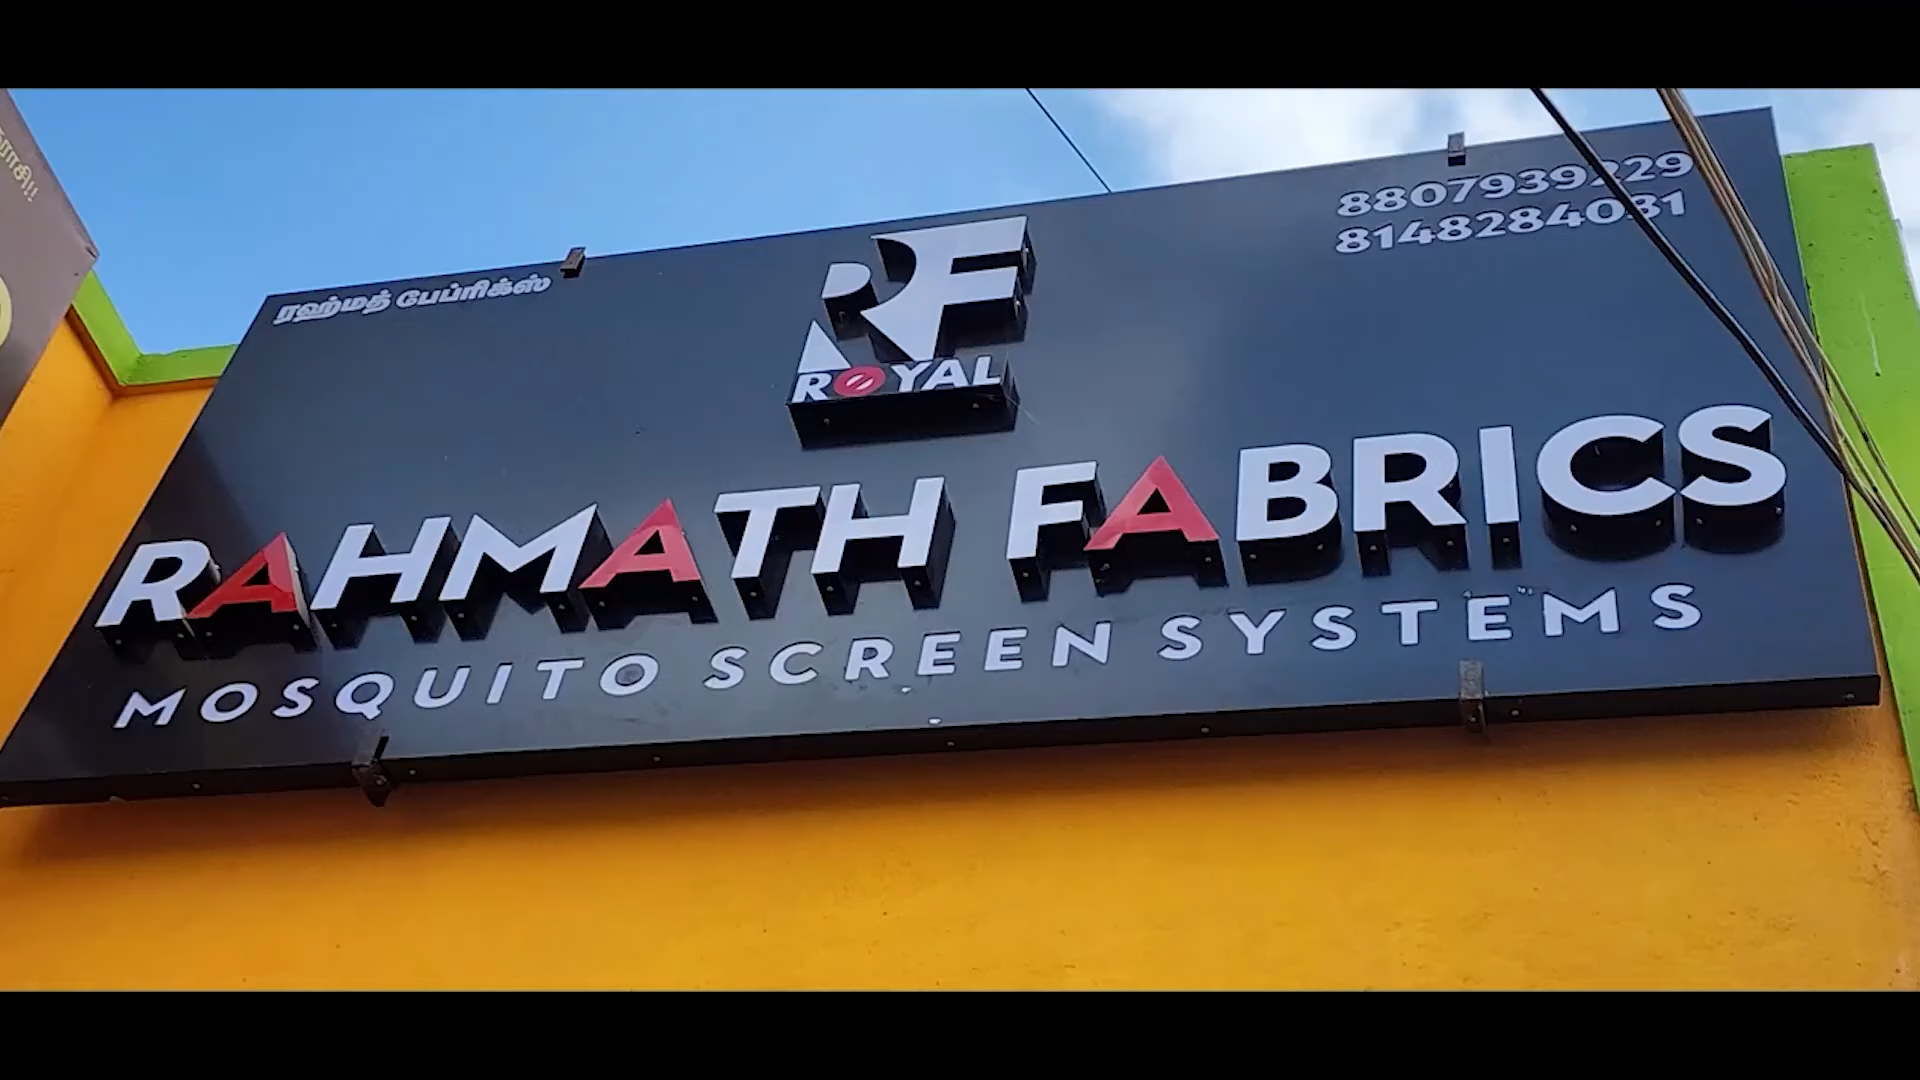 ரஹ்மத் பேப்ரிக்ஸ்
8807939229
8148284031
RF
ROYAL
RAHMATH FABRICS
MOSQUITO SCREEN SYSTEMS